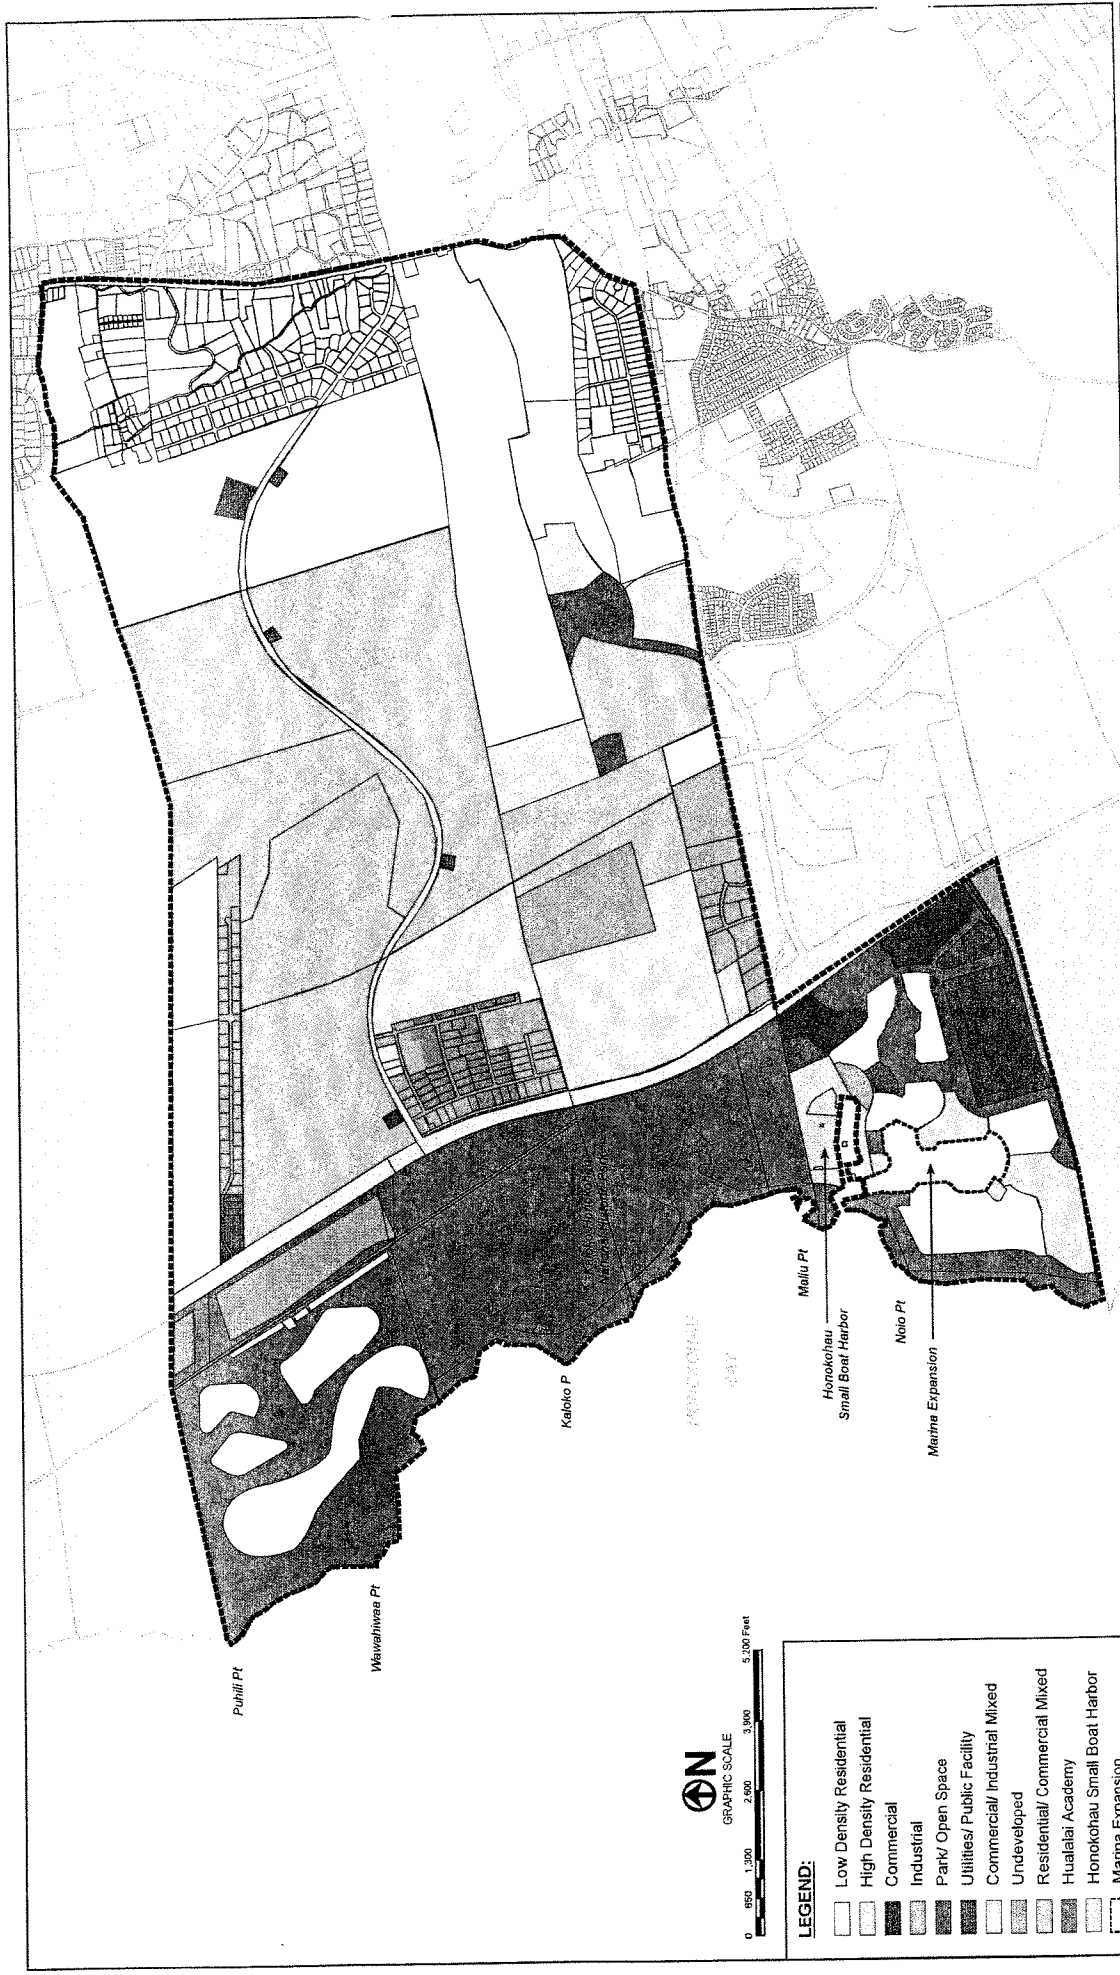 Puhili Pt
Wawahiwaa Pt
Kaloko P
Maliu Pt
Honokohau
Small Boat Harbor
Noio Pt
Marina Expansion
N
GRAPHIC SCALE
0 650 1,300 2,600 3,900 5,200 Feet
LEGEND:
Low Density Residential
High Density Residential
Commercial
Industrial
Park/ Open Space
Utilities/ Public Facility
Commercial/ Industrial Mixed
Undeveloped
Residential/ Commercial Mixed
Hualalai Academy
Honokohau Small Boat Harbor
Marina Expansion